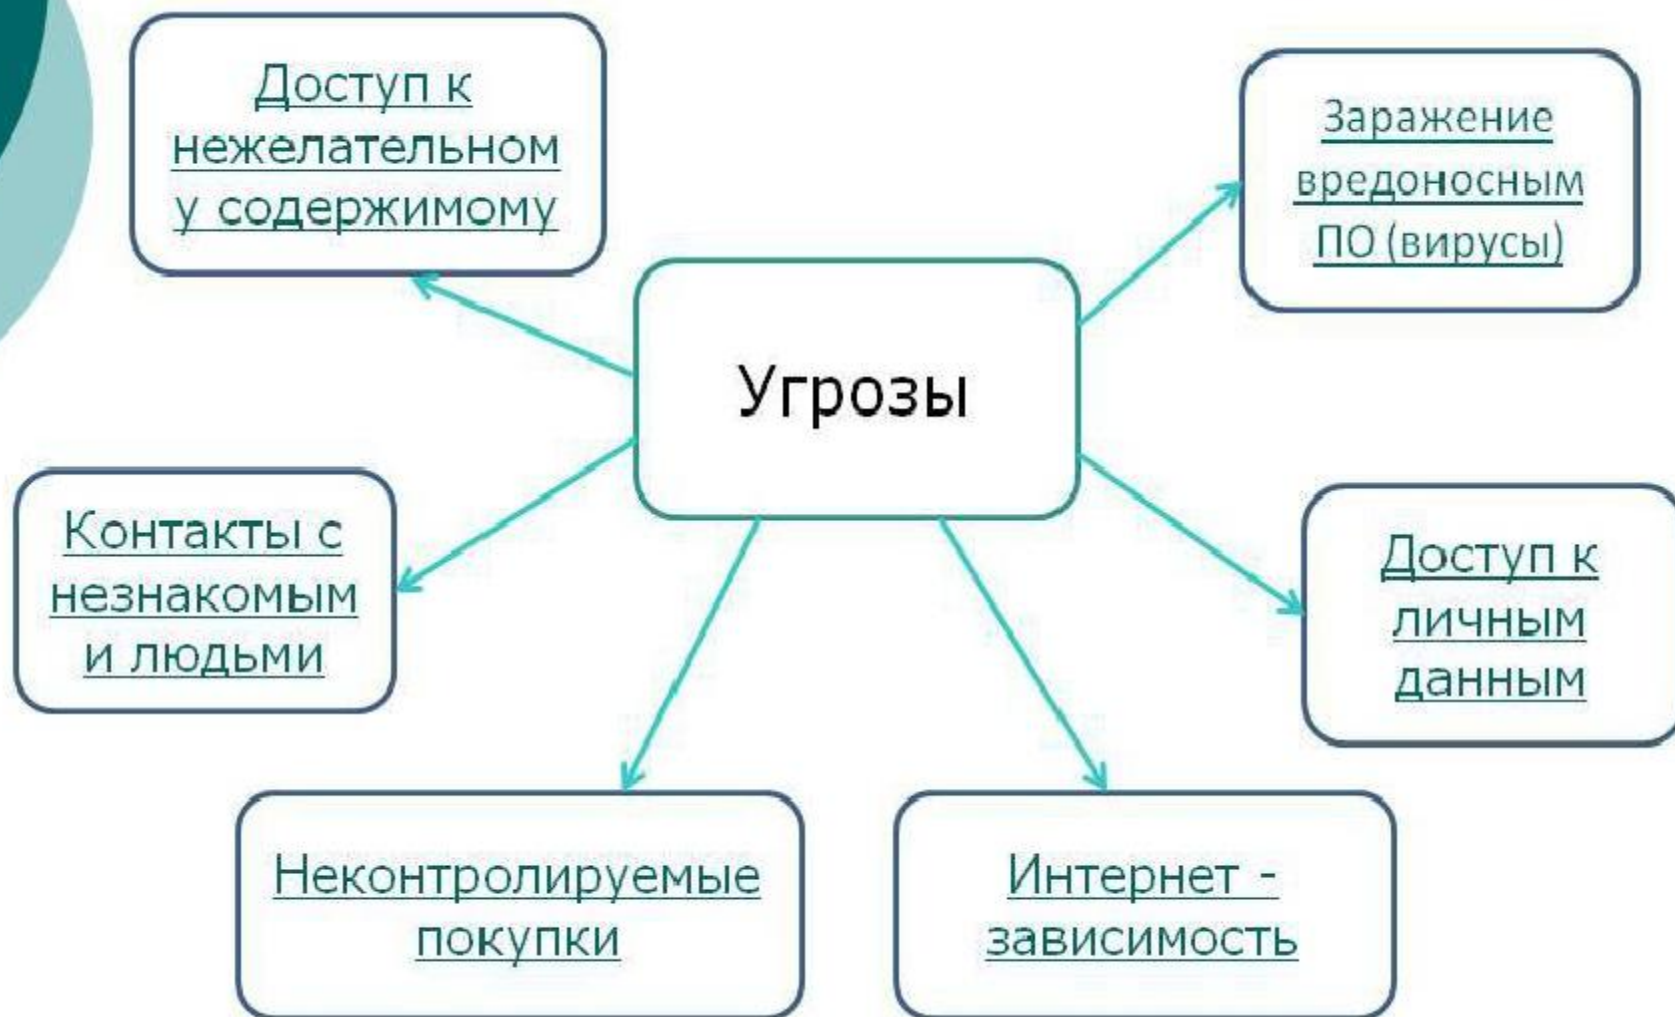 Доступ к
нежелательном
у содержимому
Заражение
вредоносным
ПО (вирусы)
Угрозы
Контакты с
незнакомым
и людьми
Доступ к
личным
данным
Неконтролируемые
покупки
Интернет -
зависимость